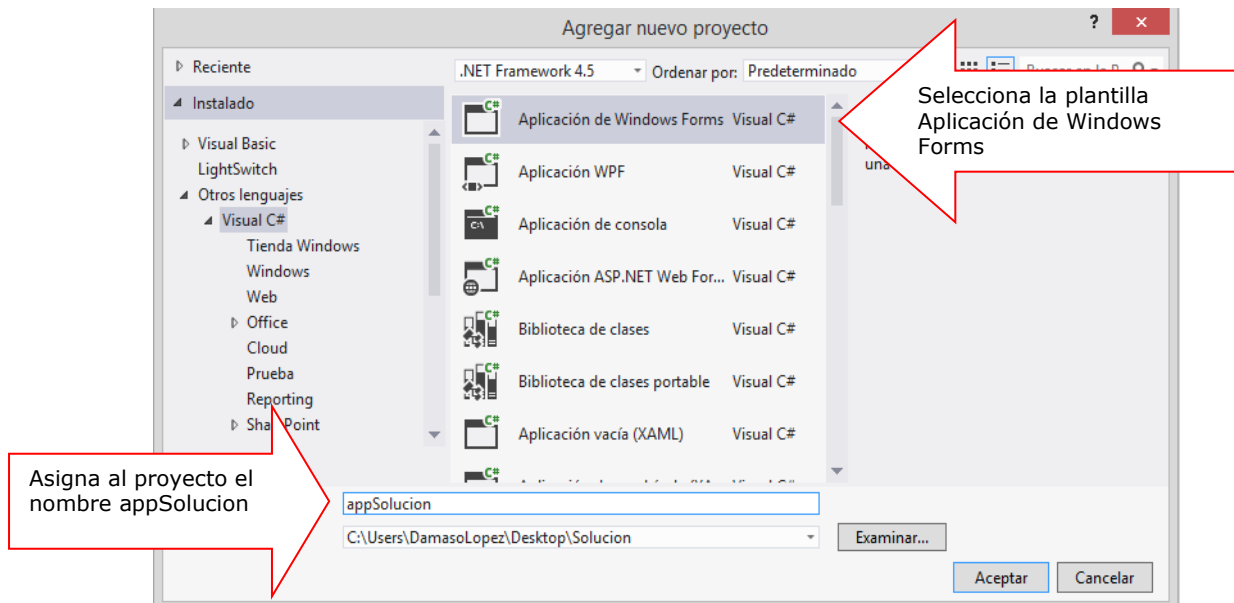 Agregar nuevo proyecto
?
Reciente
.NET Framework 4.5
Ordenar por: Predeterminado
Instalado
Visual Basic
LightSwitch
Otros lenguajes
Visual C#
Tienda Windows
Windows
Web
Office
Cloud
Prueba
Reporting
Aplicación de Windows Forms Visual C#
Aplicación WPF Visual C#
Aplicación de consola Visual C#
Aplicación ASP.NET Web For... Visual C#
Biblioteca de clases Visual C#
Biblioteca de clases portable Visual C#
Aplicación vacía (XAML) Visual C#
una
Selecciona la plantilla
Aplicación de Windows
Forms
Asigna al proyecto el
nombre appSolucion
appSolucion
C:\Users\DamasoLopez\Desktop\Solucion
Examinar...
Aceptar
Cancelar